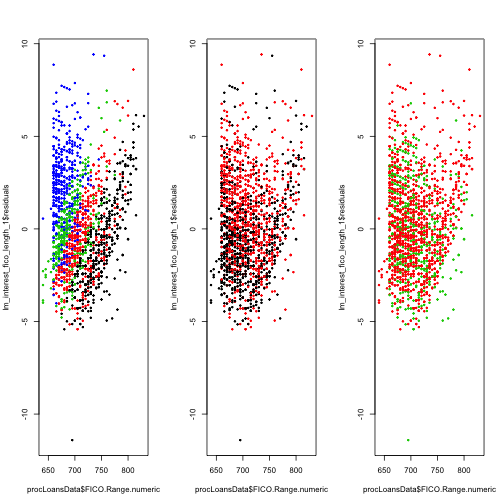 10
5
0
-5
-10
lm_interest_fico_length_1$residuals
650 700 750 800
procLoansData$FICO.Range.numeric
10
5
0
-5
-10
lm_interest_fico_length_1$residuals
650 700 750 800
procLoansData$FICO.Range.numeric
10
5
0
-5
-10
lm_interest_fico_length_1$residuals
650 700 750 800
procLoansData$FICO.Range.numeric